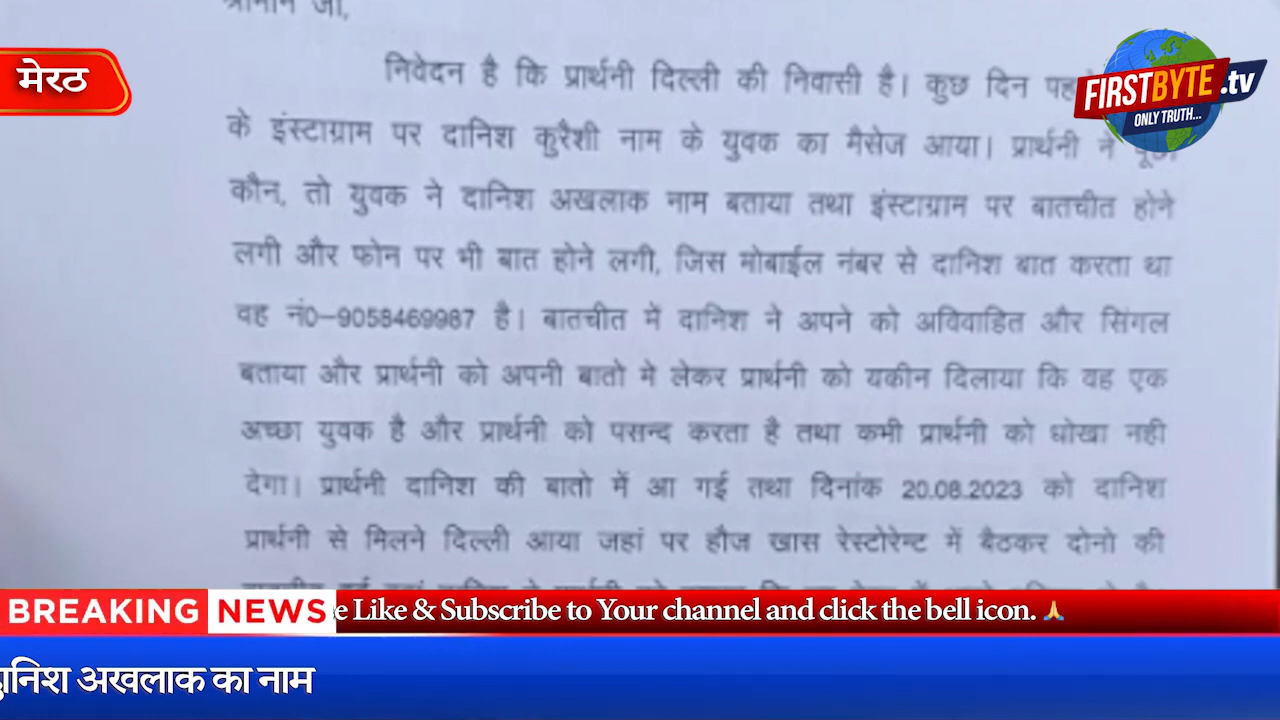 श्रीमान जी,
मेरठ
FIRSTBYTE.tv
ONLY TRUTH...
निवेदन है कि प्रार्थनी दिल्ली की निवासी है। कुछ दिन
के इंस्टाग्राम पर दानिश कुरैशी नाम के युवक का मैसेज आया। प्रार्थनी ने
कौन, तो युवक ने दानिश अखलाक नाम बताया तथा इंस्टाग्राम पर बातचीत होने
लगी और फोन पर भी बात होने लगी, जिस मोबाईल नंबर से दानिश बात करता था
वह नं0–9058469987 है। बातचीत में दानिश ने अपने को अविवाहित और सिंगल
बताया और प्रार्थनी को अपनी बातो मे लेकर प्रार्थनी को यकीन दिलाया कि वह एक
अच्छा युवक है और प्रार्थनी को पसन्द करता है तथा कभी प्रार्थनी को धोखा नही
देगा। प्रार्थनी दानिश की बातो में आ गई तथा दिनांक 20.08.2023 को दानिश
प्रार्थनी से मिलने दिल्ली आया जहां पर हौज खास रेस्टोरेन्ट में बैठकर दोनो की
BREAKING NEWS
e Like & Subscribe to Your channel and click the bell icon. 🙏
दानिश अखलाक का नाम